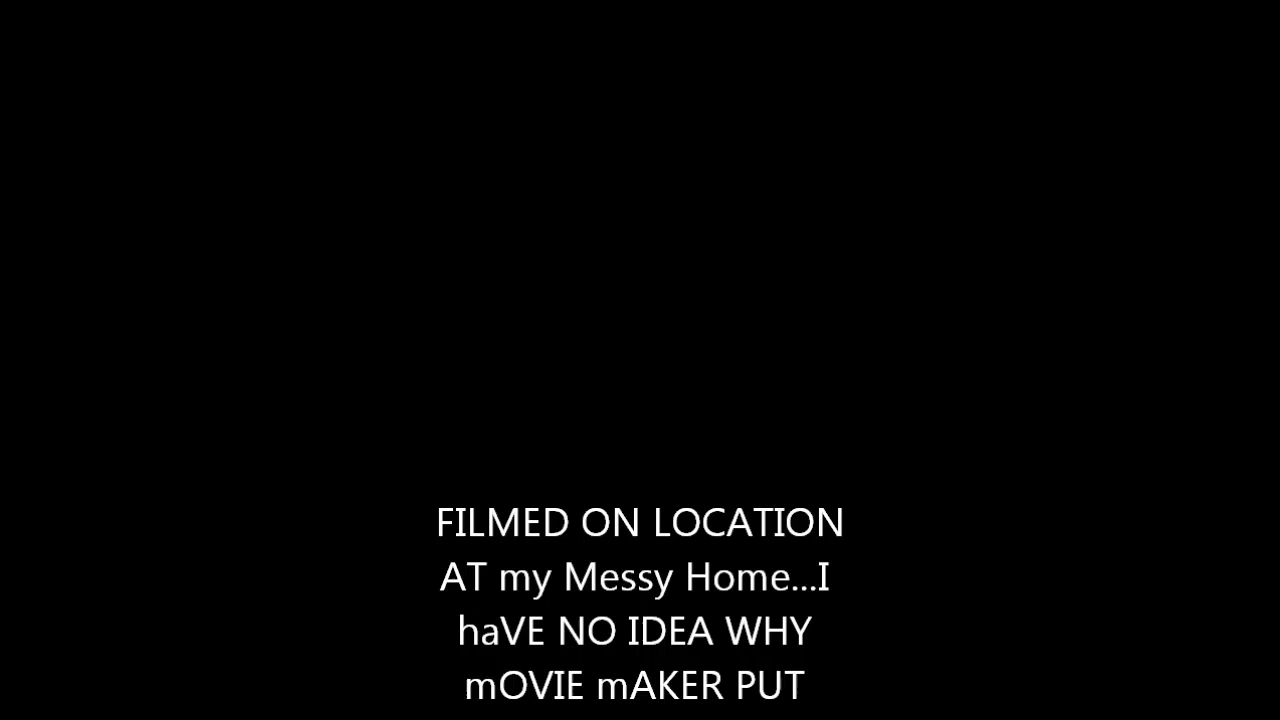 FILMED ON LOCATION
AT my Messy Home...I
haVE NO IDEA WHY
mOVIE mAKER PUT